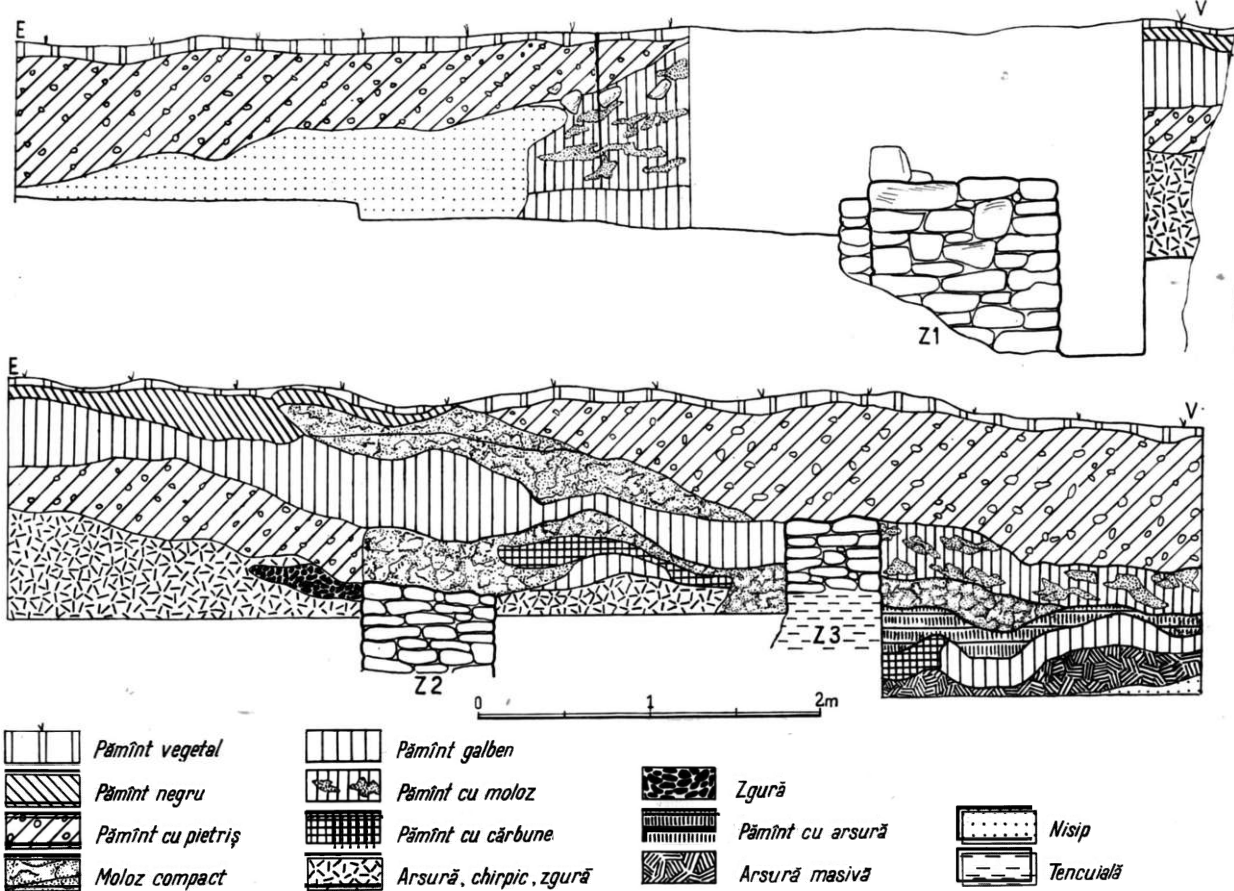 E V
Z1
E V
Z3
Z2
0 1 2m
Pămînt vegetal
Pămînt negru
Pămînt cu pietriș
Moloz compact
Pămînt galben
Pămînt cu moloz
Pămînt cu cărbune
Arsură, chirpic, zgură
Zgură
Pămînt cu arsură
Arsură masivă
Nisip
Tencuială